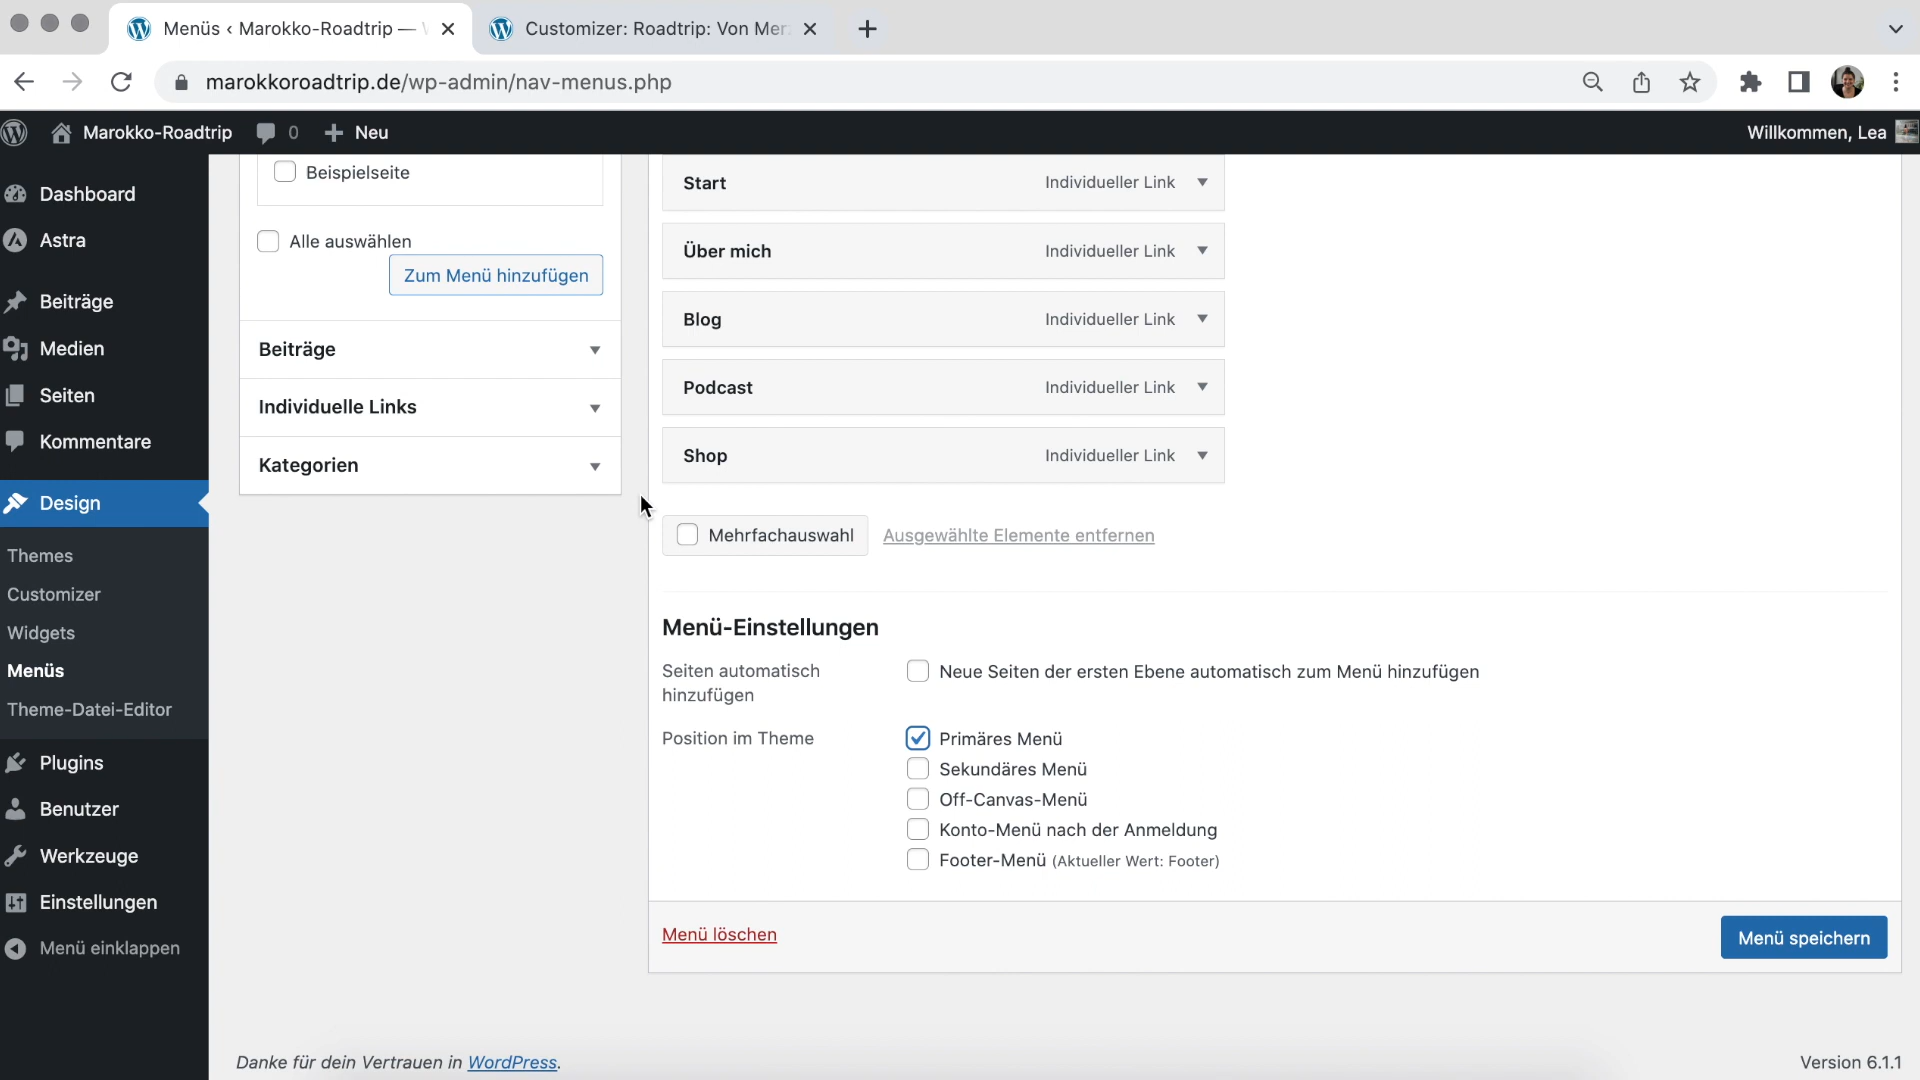 Menüs ‹ Marokko-Roadtrip —
Customizer: Roadtrip: Von Mer
marokkoroadtrip.de/wp-admin/nav-menus.php
Marokko-Roadtrip
0
Neu
Willkommen, Lea
Dashboard
Astra
Beiträge
Medien
Seiten
Kommentare
Design
Themes
Customizer
Widgets
Menüs
Theme-Datei-Editor
Plugins
Benutzer
Werkzeuge
Einstellungen
Menü einklappen
Beispielseite
Alle auswählen
Zum Menü hinzufügen
Beiträge
Individuelle Links
Kategorien
Start Individueller Link
Über mich Individueller Link
Blog Individueller Link
Podcast Individueller Link
Shop Individueller Link
Mehrfachauswahl Ausgewählte Elemente entfernen
Menü-Einstellungen
Seiten automatisch
hinzufügen
Neue Seiten der ersten Ebene automatisch zum Menü hinzufügen
Position im Theme
Primäres Menü
Sekundäres Menü
Off-Canvas-Menü
Konto-Menü nach der Anmeldung
Footer-Menü (Aktueller Wert: Footer)
Menü löschen
Menü speichern
Danke für dein Vertrauen in WordPress.
Version 6.1.1